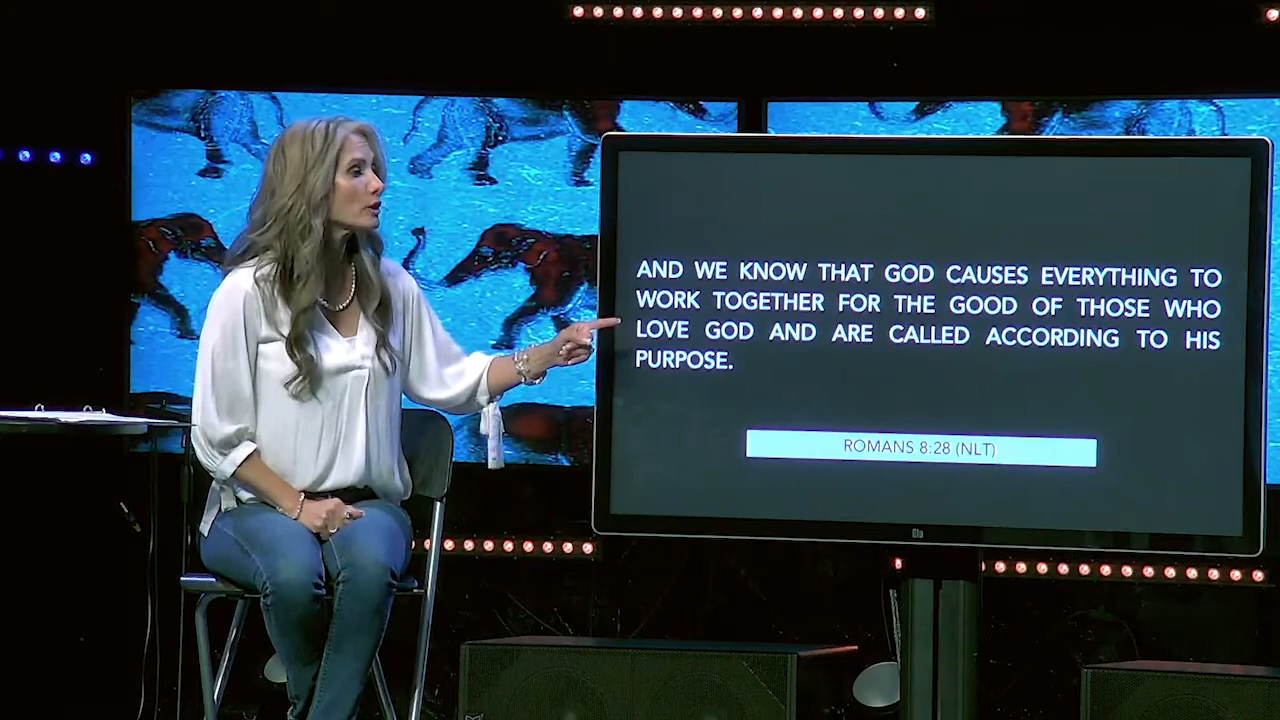 AND WE KNOW THAT GOD CAUSES EVERYTHING TO
WORK TOGETHER FOR THE GOOD OF THOSE WHO
LOVE GOD AND ARE CALLED ACCORDING TO HIS
PURPOSE.
ROMANS 8:28 (NLT)
elo